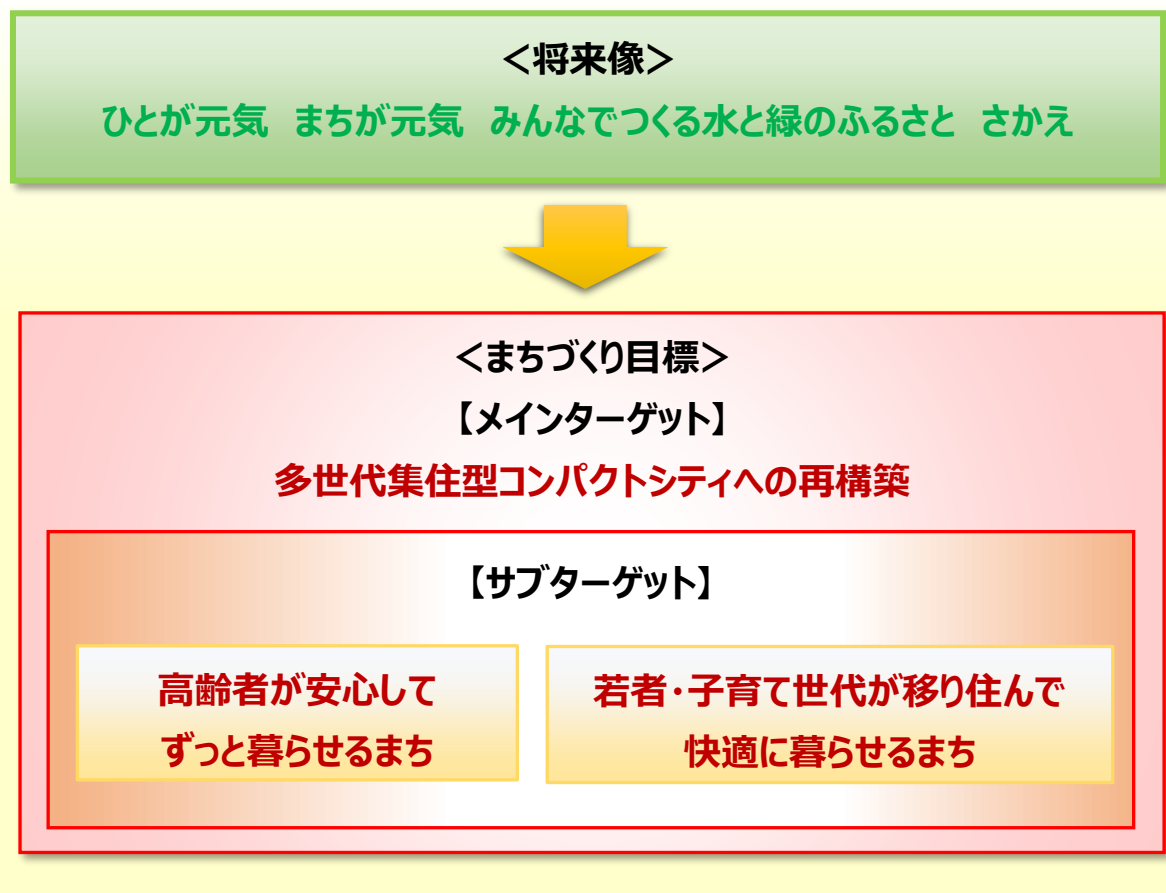 ＜将来像＞
ひとが元気　まちが元気　みんなでつくる水と緑のふるさと　さかえ
＜まちづくり目標＞
【メインターゲット】
多世代集住型コンパクトシティへの再構築
【サブターゲット】
高齢者が安心して
ずっと暮らせるまち
若者・子育て世代が移り住んで
快適に暮らせるまち